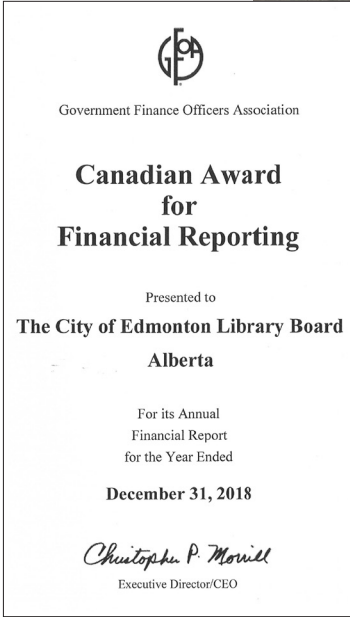 GFOA
Government Finance Officers Association
Canadian Award
for
Financial Reporting
Presented to
The City of Edmonton Library Board
Alberta
For its Annual
Financial Report
for the Year Ended
December 31, 2018
Christopher P. Morrill
Executive Director/CEO